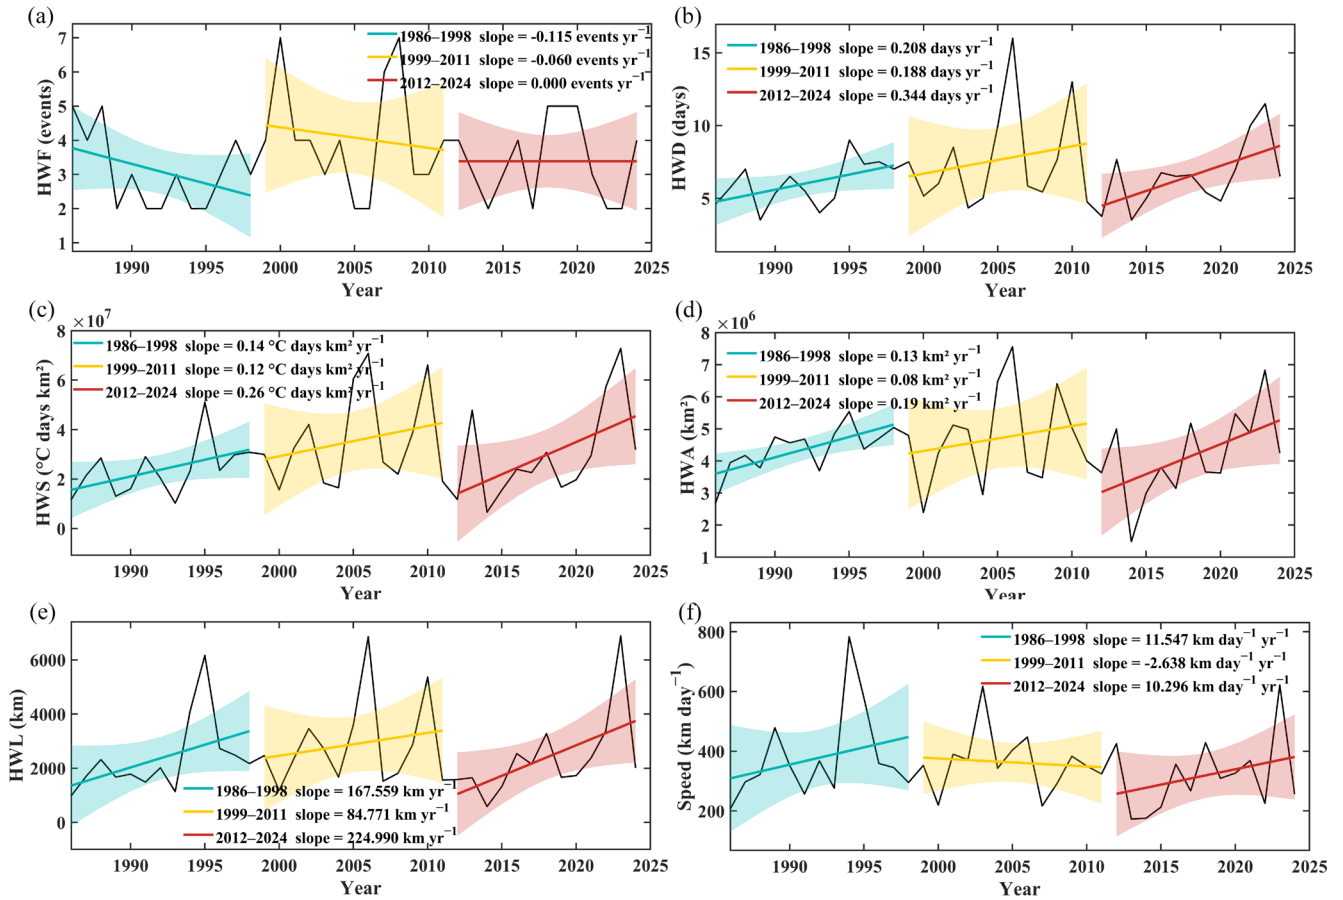 (a)
1986–1998 slope = -0.115 events yr⁻¹
1999–2011 slope = -0.060 events yr⁻¹
2012–2024 slope = 0.000 events yr⁻¹
HWF (events)
7
6
5
4
3
2
1
1990 1995 2000 2005 2010 2015 2020 2025
Year
(b)
1986–1998 slope = 0.208 days yr⁻¹
1999–2011 slope = 0.188 days yr⁻¹
2012–2024 slope = 0.344 days yr⁻¹
HWD (days)
15
10
5
1990 1995 2000 2005 2010 2015 2020 2025
Year
(c)
×10⁷
1986–1998 slope = 0.14 °C days km² yr⁻¹
1999–2011 slope = 0.12 °C days km² yr⁻¹
2012–2024 slope = 0.26 °C days km² yr⁻¹
HWS (°C days km²)
8
6
4
2
0
1990 1995 2000 2005 2010 2015 2020 2025
Year
(d)
×10⁶
1986–1998 slope = 0.13 km² yr⁻¹
1999–2011 slope = 0.08 km² yr⁻¹
2012–2024 slope = 0.19 km² yr⁻¹
HWA (km²)
8
7
6
5
4
3
2
1
1990 1995 2000 2005 2010 2015 2020 2025
Year
(e)
HWL (km)
6000
4000
2000
0
1986–1998 slope = 167.559 km yr⁻¹
1999–2011 slope = 84.771 km yr⁻¹
2012–2024 slope = 224.990 km yr⁻¹
1990 1995 2000 2005 2010 2015 2020 2025
Year
(f)
1986–1998 slope = 11.547 km day⁻¹ yr⁻¹
1999–2011 slope = -2.638 km day⁻¹ yr⁻¹
2012–2024 slope = 10.296 km day⁻¹ yr⁻¹
Speed (km day⁻¹)
800
600
400
200
1990 1995 2000 2005 2010 2015 2020 2025
Year